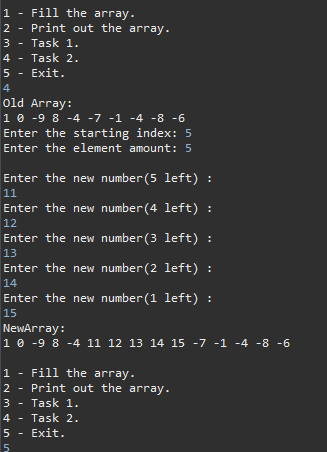 1 - Fill the array.
2 - Print out the array.
3 - Task 1.
4 - Task 2.
5 - Exit.
4
Old Array:
1 0 -9 8 -4 -7 -1 -4 -8 -6
Enter the starting index: 5
Enter the element amount: 5
Enter the new number(5 left) :
11
Enter the new number(4 left) :
12
Enter the new number(3 left) :
13
Enter the new number(2 left) :
14
Enter the new number(1 left) :
15
NewArray:
1 0 -9 8 -4 11 12 13 14 15 -7 -1 -4 -8 -6
1 - Fill the array.
2 - Print out the array.
3 - Task 1.
4 - Task 2.
5 - Exit.
5